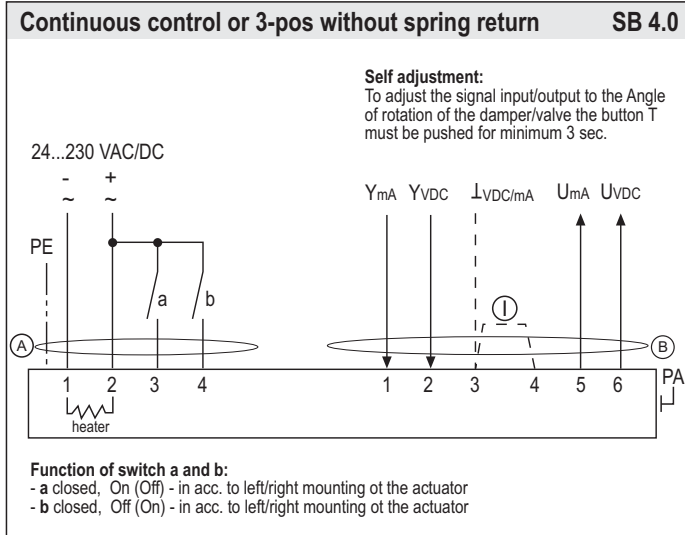 Continuous control or 3-pos without spring return SB 4.0
Self adjustment:
To adjust the signal input/output to the Angle
of rotation of the damper/valve the button T
must be pushed for minimum 3 sec.
24...230 VAC/DC
- +
~ ~
YmA YVDC ⊥VDC/mA UmA UVDC
PE
a b
I
A B
1 2 3 4 1 2 3 4 5 6 PA
heater
Function of switch a and b:
- a closed, On (Off) - in acc. to left/right mounting ot the actuator
- b closed, Off (On) - in acc. to left/right mounting ot the actuator